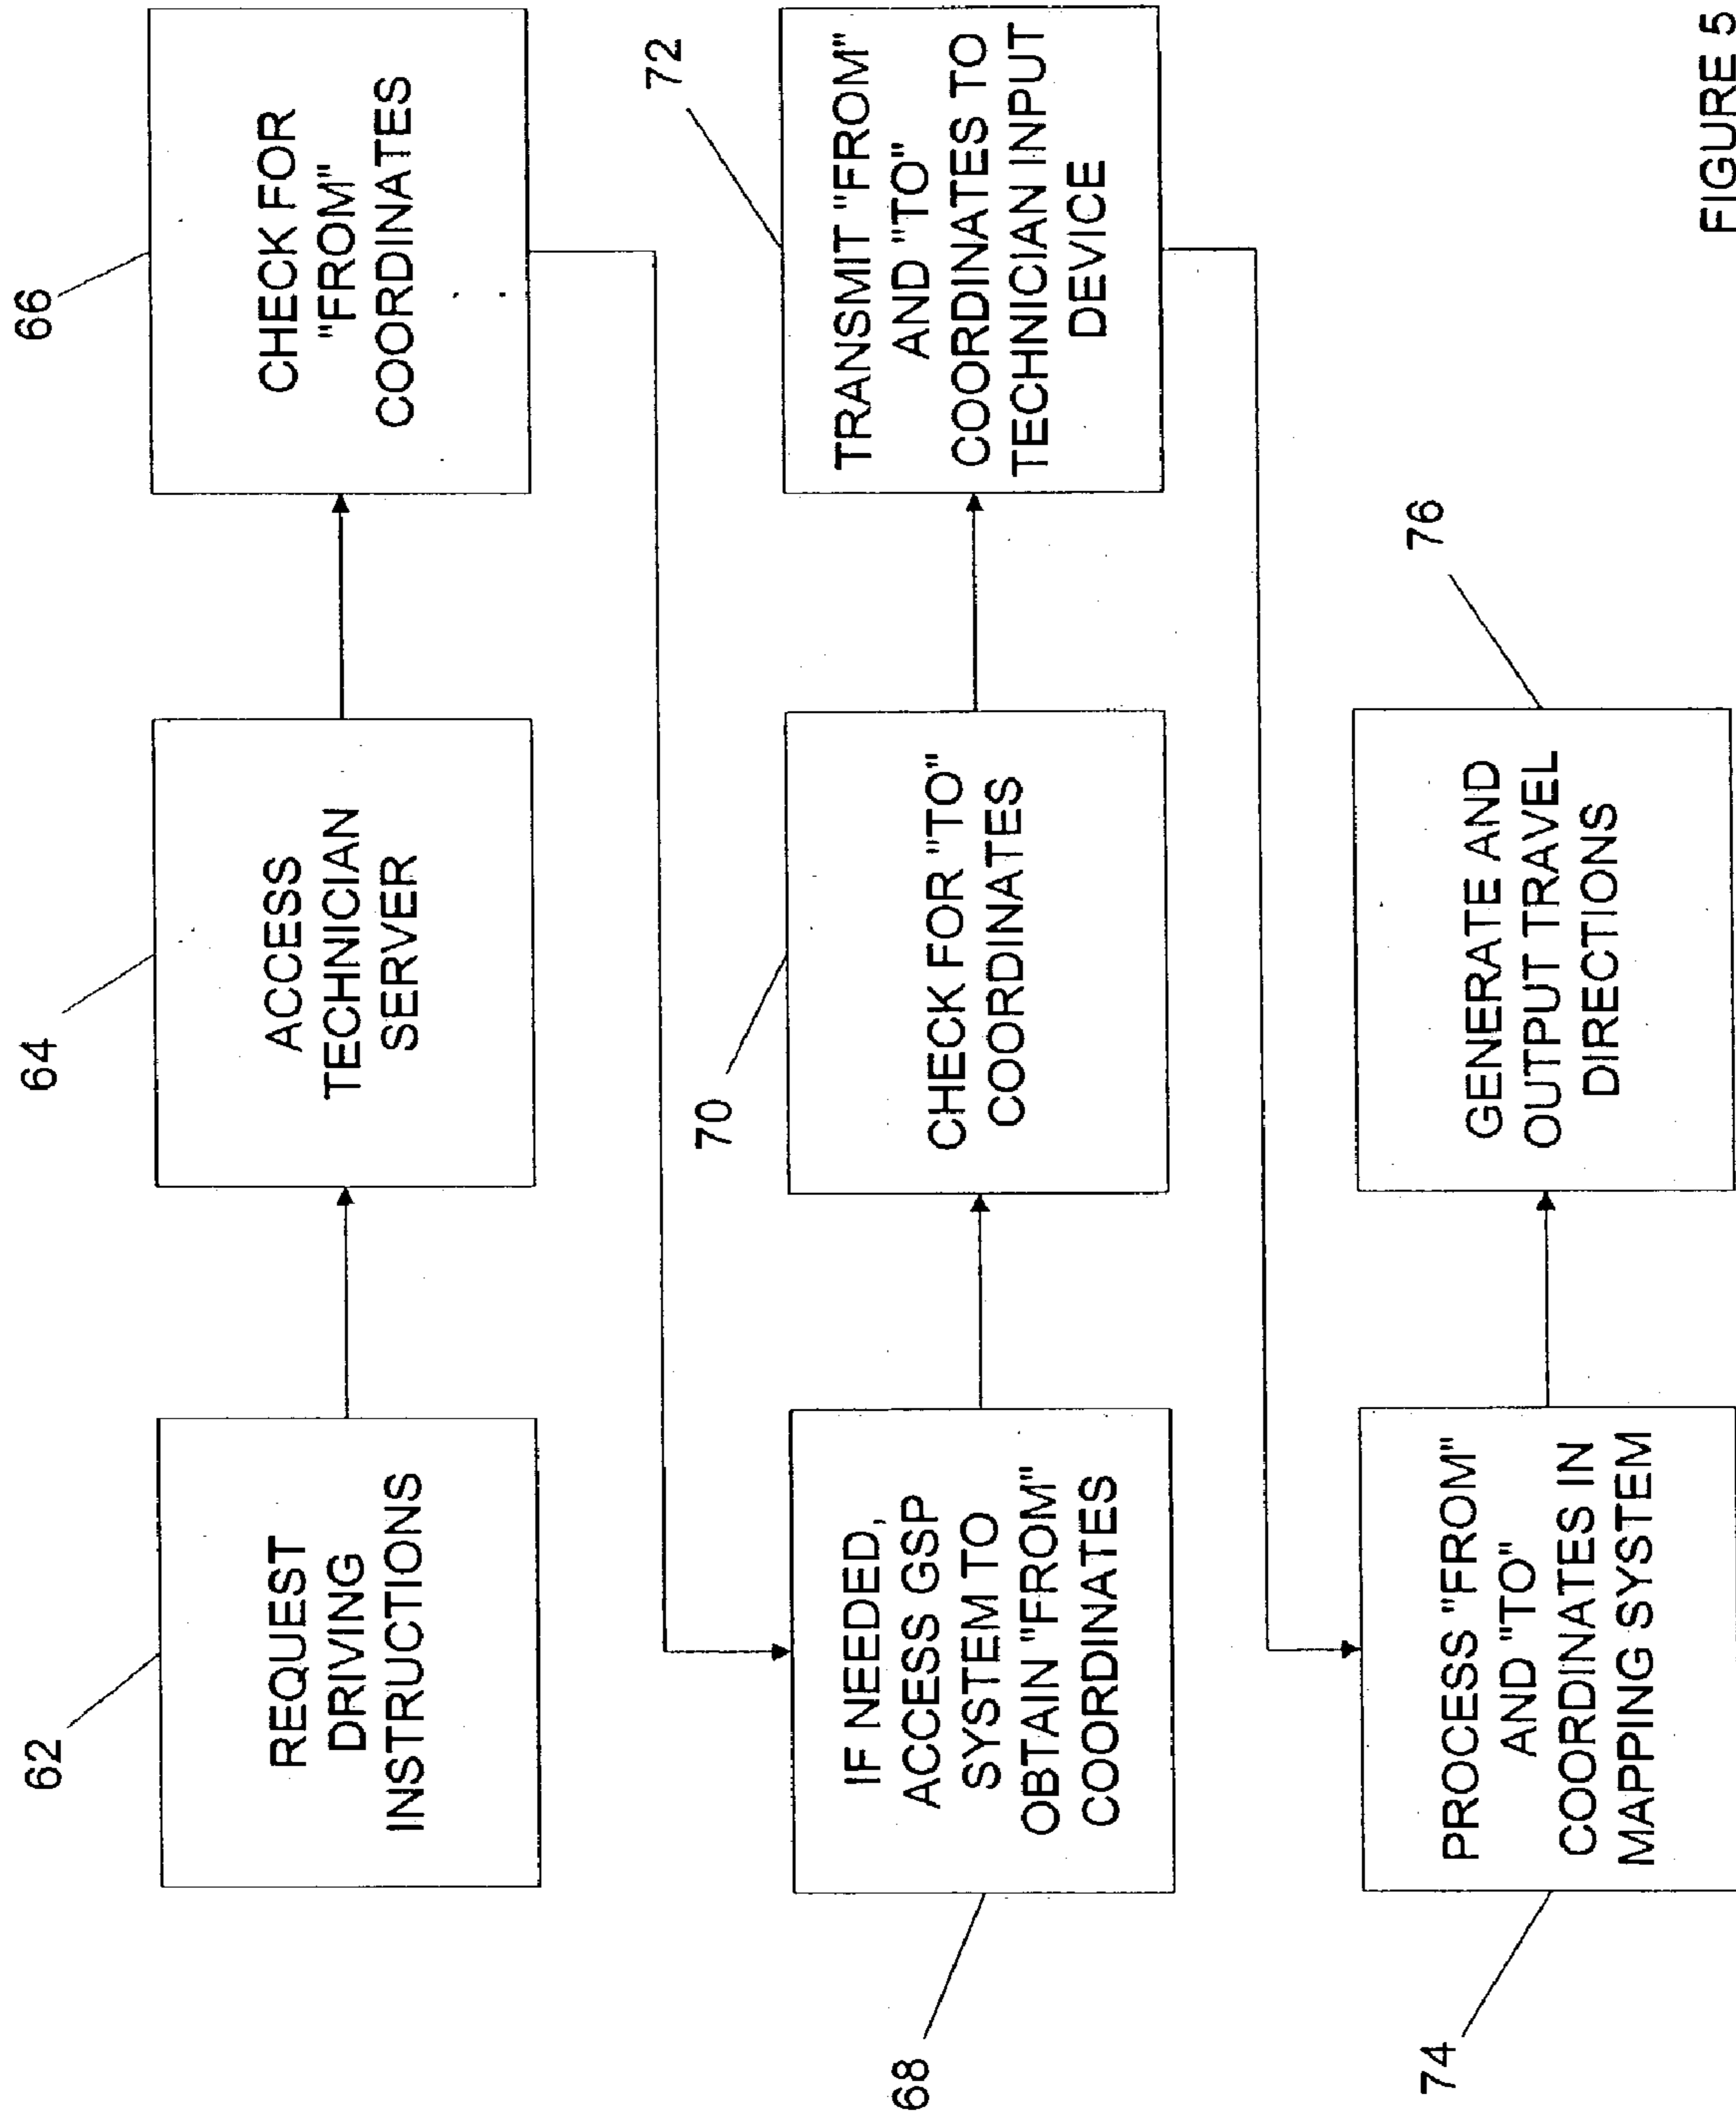 62
REQUEST
DRIVING
INSTRUCTIONS
64
ACCESS
TECHNICIAN
SERVER
66
CHECK FOR
"FROM"
COORDINATES
68
IF NEEDED,
ACCESS GSP
SYSTEM TO
OBTAIN "FROM"
COORDINATES
70
CHECK FOR "TO"
COORDINATES
72
TRANSMIT "FROM"
AND "TO"
COORDINATES TO
TECHNICIAN INPUT
DEVICE
74
PROCESS "FROM"
AND "TO"
COORDINATES IN
MAPPING SYSTEM
76
GENERATE AND
OUTPUT TRAVEL
DIRECTIONS
FIGURE 5